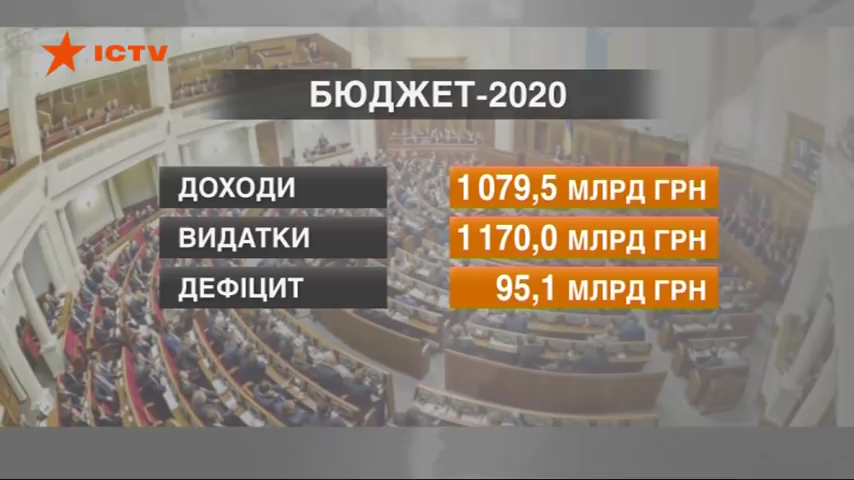 ICTV
БЮДЖЕТ-2020
ДОХОДИ 1 079,5 МЛРД ГРН
ВИДАТКИ 1 170,0 МЛРД ГРН
ДЕФІЦИТ 95,1 МЛРД ГРН